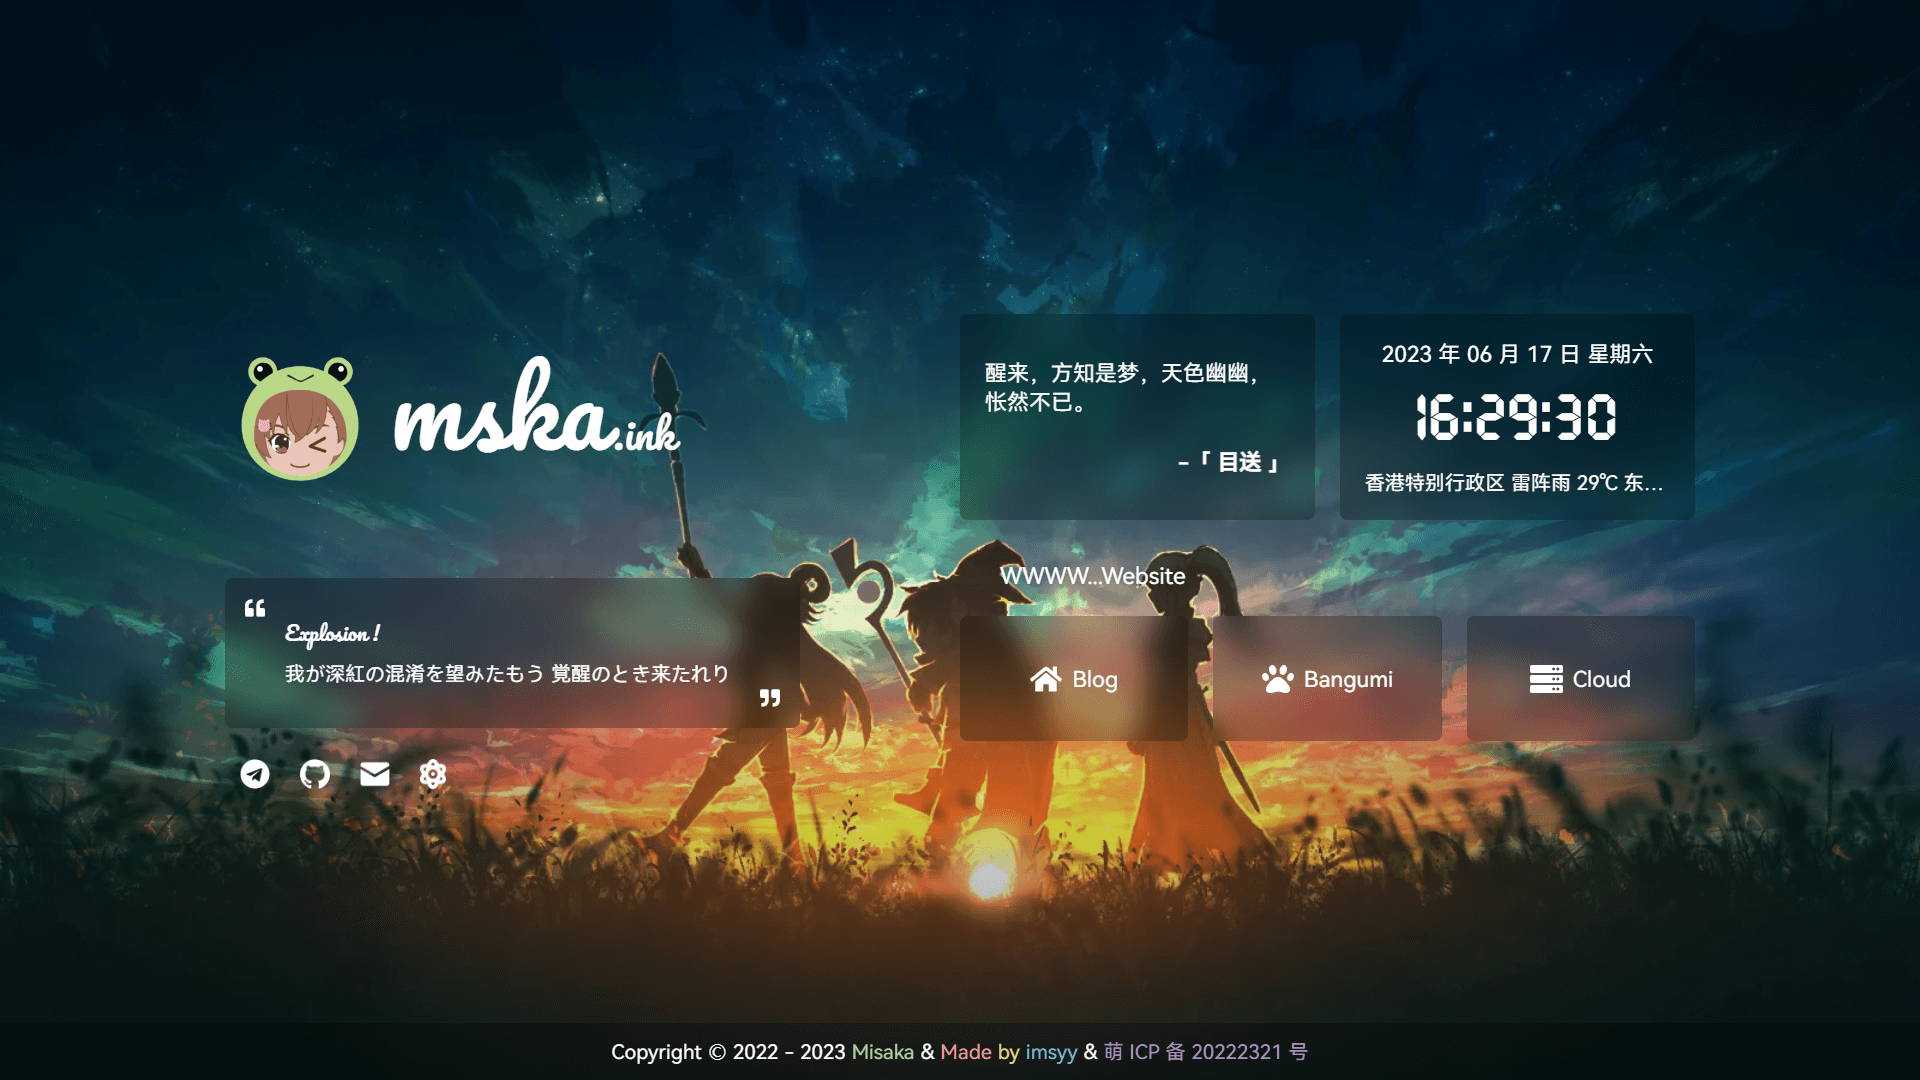 mska.ink
Explosion !
我が深紅の混淆を望みたもう 覚醒のとき来たれり
醒来，方知是梦，天色幽幽，
怅然不已。
-「 目送 」
2023 年 06 月 17 日 星期六
16:29:30
香港特别行政区 雷阵雨 29℃ 东...
WWWW...Website
Blog
Bangumi
Cloud
Copyright © 2022 - 2023 Misaka & Made by imsyy & 萌 ICP 备 20222321 号